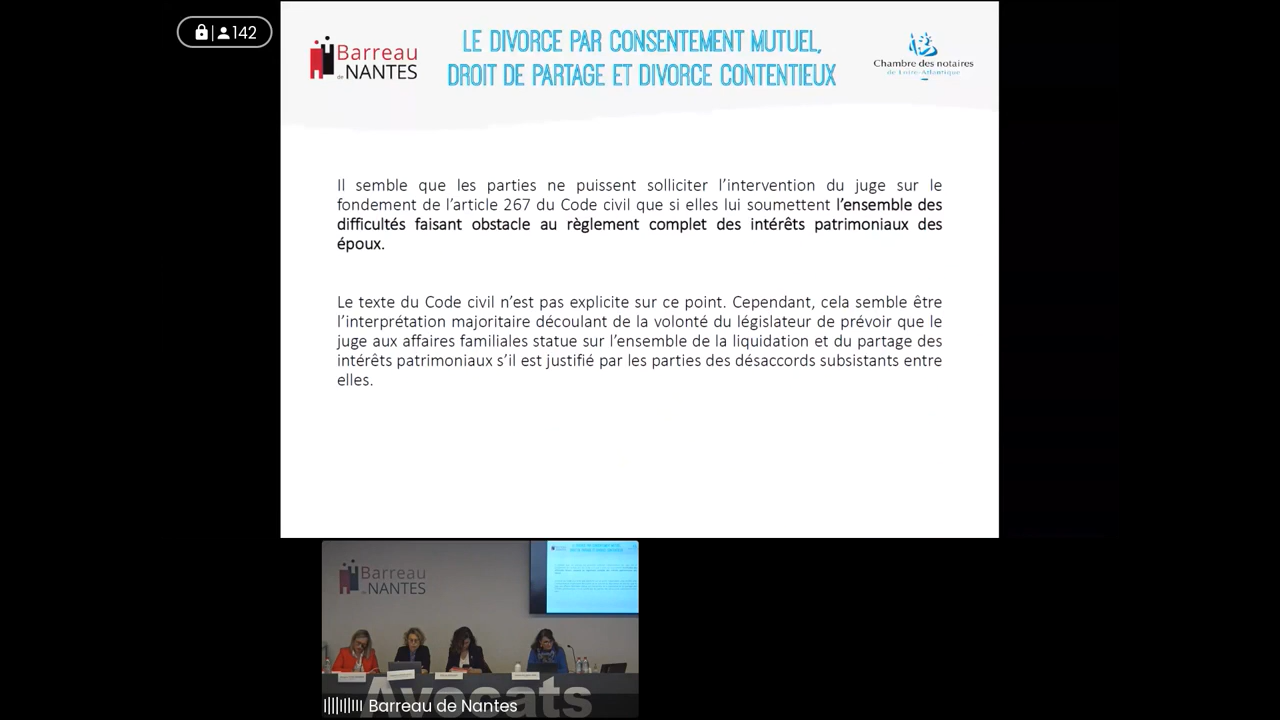 142
Barreau
de NANTES
LE DIVORCE PAR CONSENTEMENT MUTUEL,
DROIT DE PARTAGE ET DIVORCE CONTENTIEUX
Chambre des notaires
de Loire-Atlantique
Il semble que les parties ne puissent solliciter l’intervention du juge sur le
fondement de l’article 267 du Code civil que si elles lui soumettent l’ensemble des
difficultés faisant obstacle au règlement complet des intérêts patrimoniaux des
époux.
Le texte du Code civil n’est pas explicite sur ce point. Cependant, cela semble être
l’interprétation majoritaire découlant de la volonté du législateur de prévoir que le
juge aux affaires familiales statue sur l’ensemble de la liquidation et du partage des
intérêts patrimoniaux s’il est justifié par les parties des désaccords subsistants entre
elles.
Barreau
de NANTES
Avocats
Barreau de Nantes